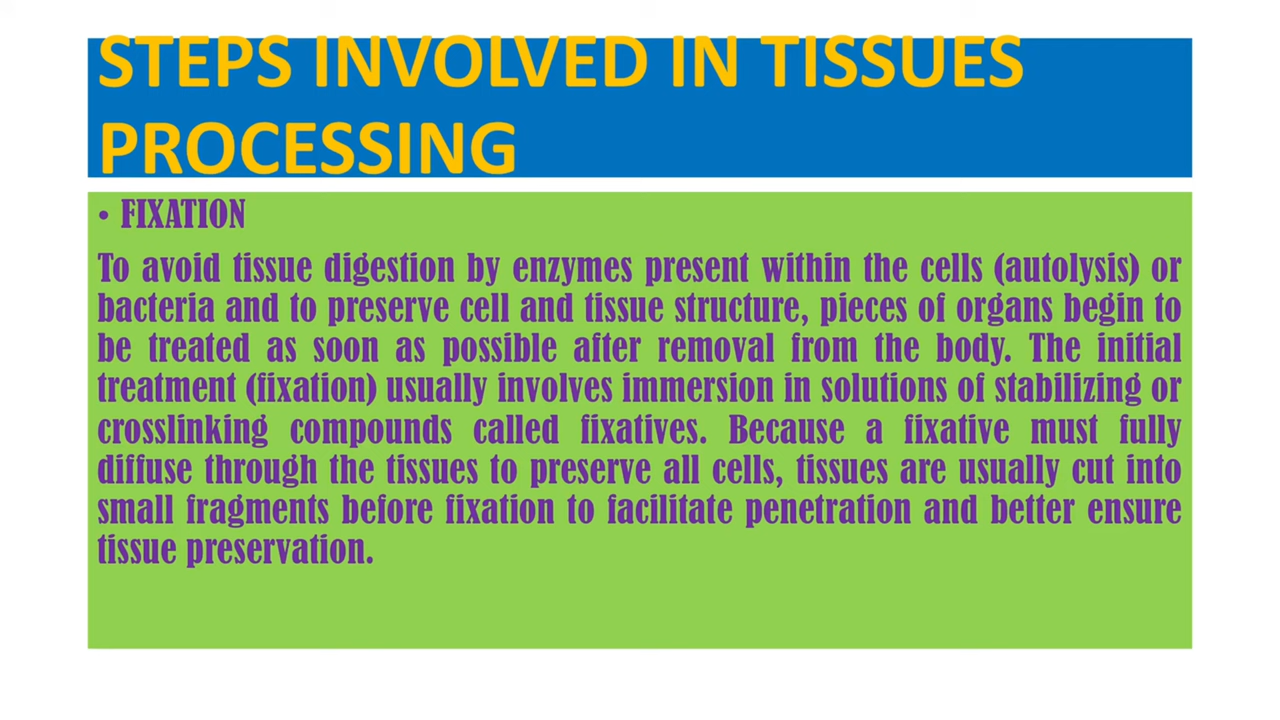 STEPS INVOLVED IN TISSUES
PROCESSING
• FIXATION
To avoid tissue digestion by enzymes present within the cells (autolysis) or
bacteria and to preserve cell and tissue structure, pieces of organs begin to
be treated as soon as possible after removal from the body. The initial
treatment (fixation) usually involves immersion in solutions of stabilizing or
crosslinking compounds called fixatives. Because a fixative must fully
diffuse through the tissues to preserve all cells, tissues are usually cut into
small fragments before fixation to facilitate penetration and better ensure
tissue preservation.